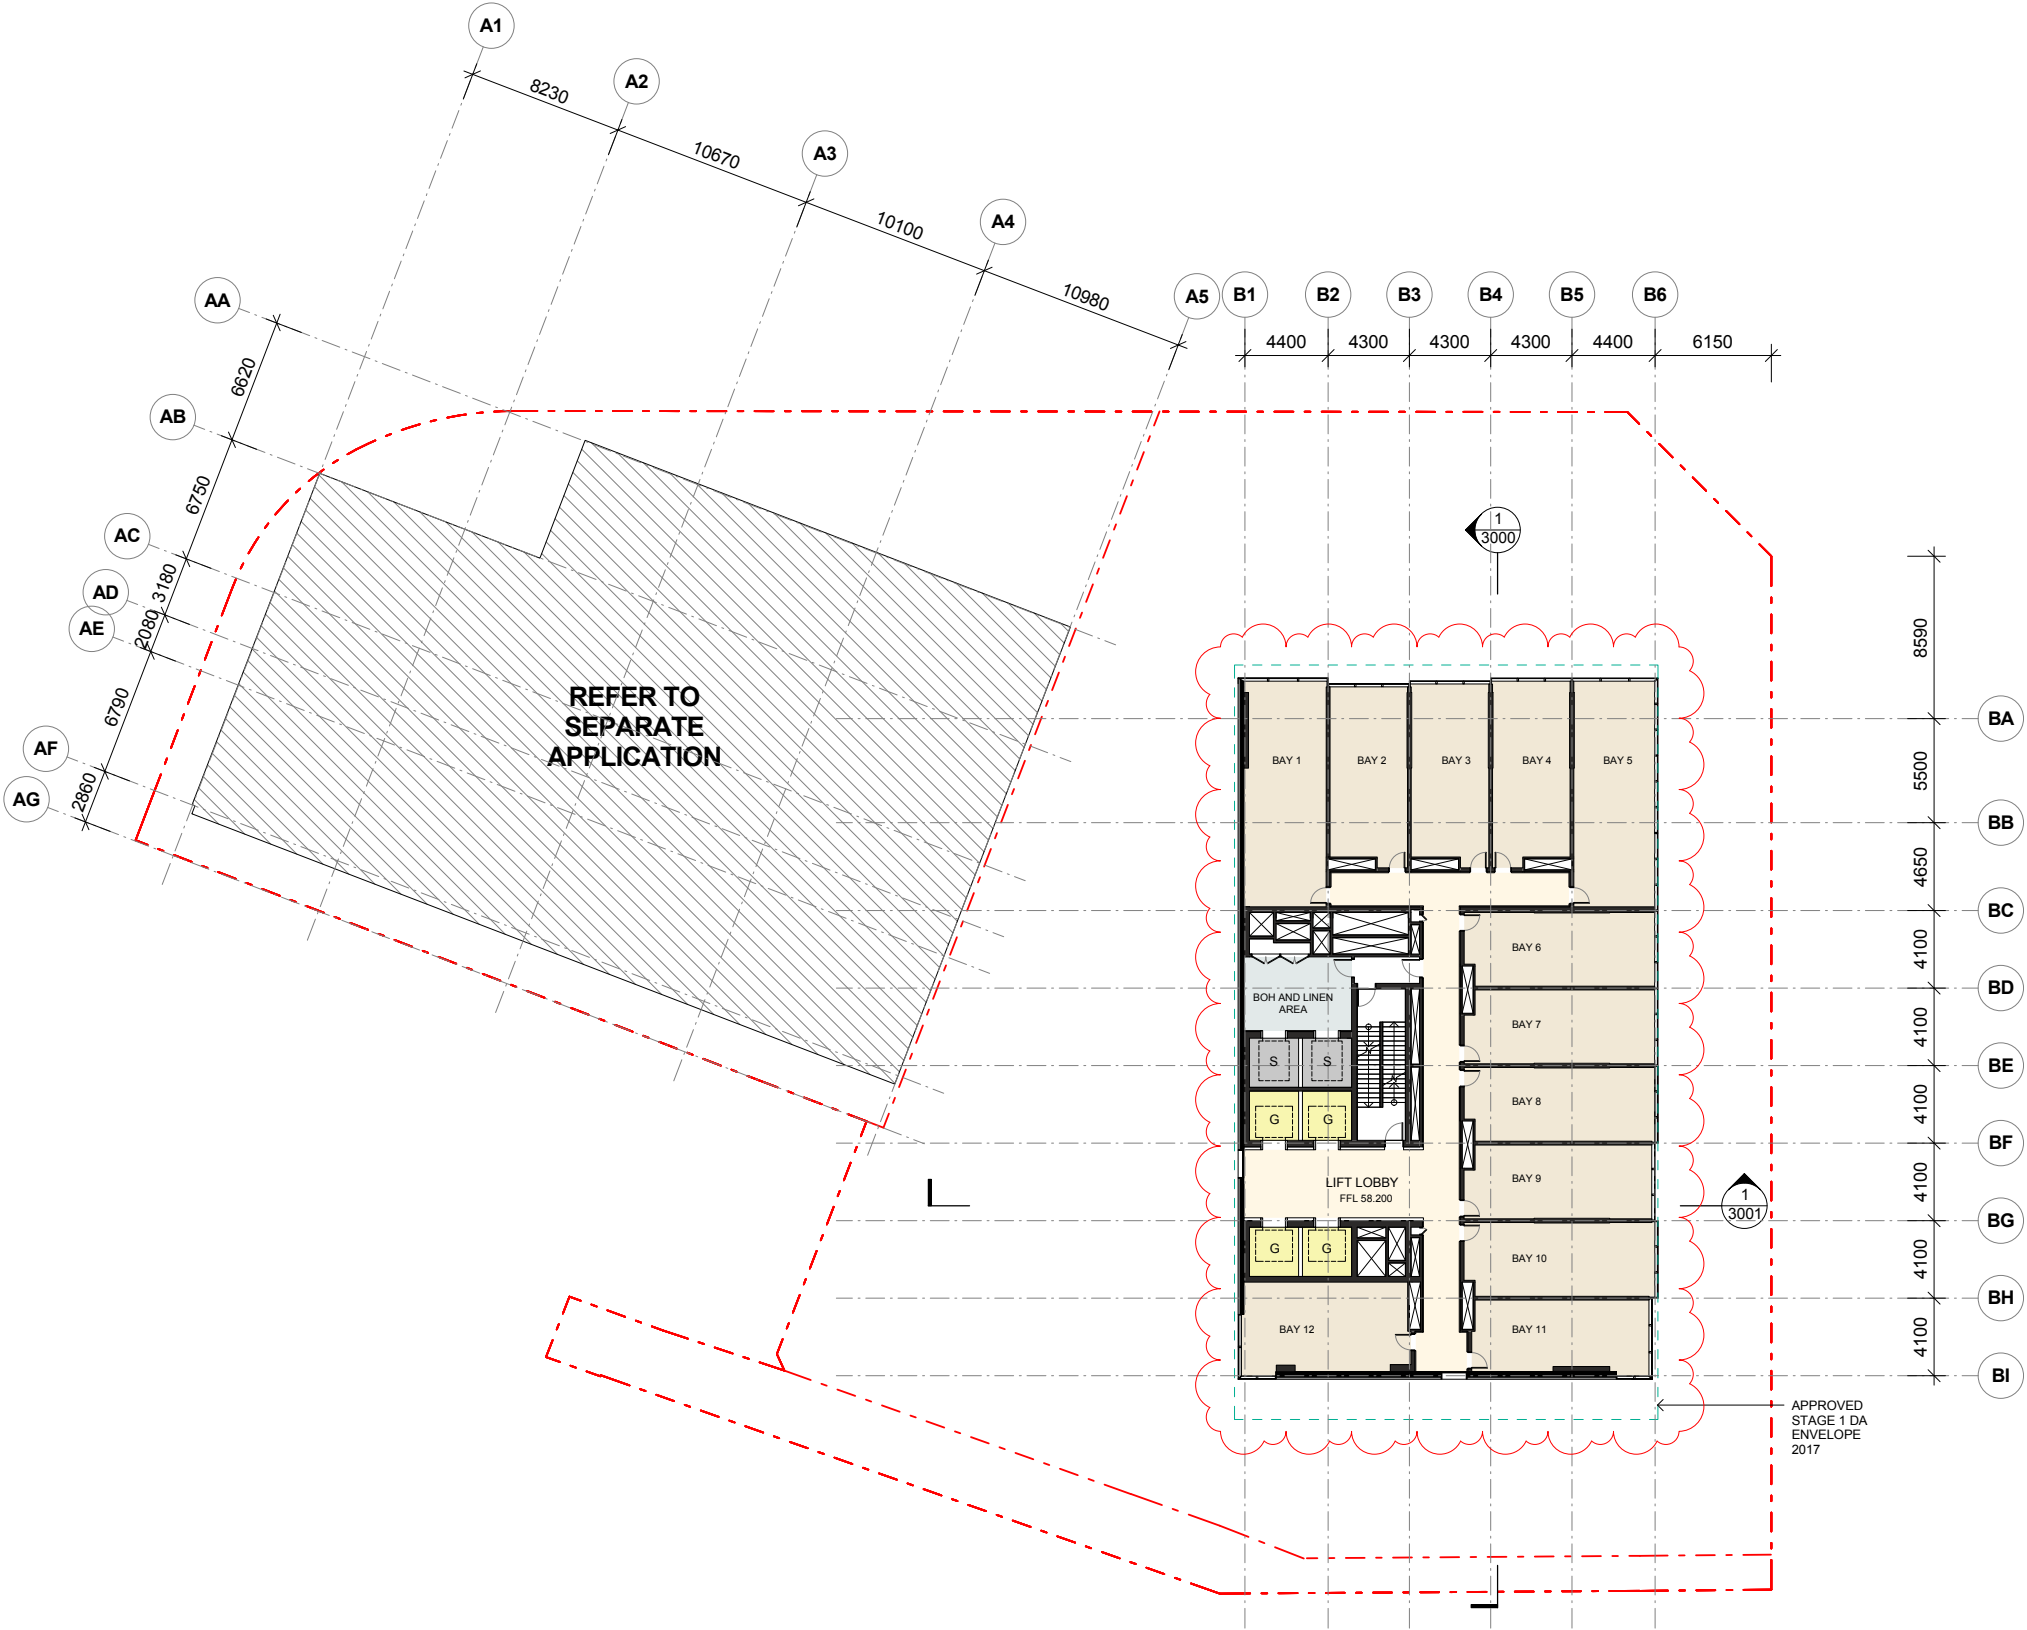 A1
A2
A3
A4
A5
8230
10670
10100
10980
B1
B2
B3
B4
B5
B6
4400
4300
4300
4300
4400
6150
AA
AB
AC
AD
AE
AF
AG
6620
6750
3180
2080
6790
2860
REFER TO
SEPARATE
APPLICATION
1
3000
8590
5500
4650
4100
4100
4100
4100
4100
4100
BA
BB
BC
BD
BE
BF
BG
BH
BI
BAY 1
BAY 2
BAY 3
BAY 4
BAY 5
BAY 6
BOH AND LINEN
AREA
BAY 7
S
S
BAY 8
G
G
LIFT LOBBY
FFL 58.200
BAY 9
1
3001
G
G
BAY 10
BAY 12
BAY 11
APPROVED
STAGE 1 DA
ENVELOPE
2017